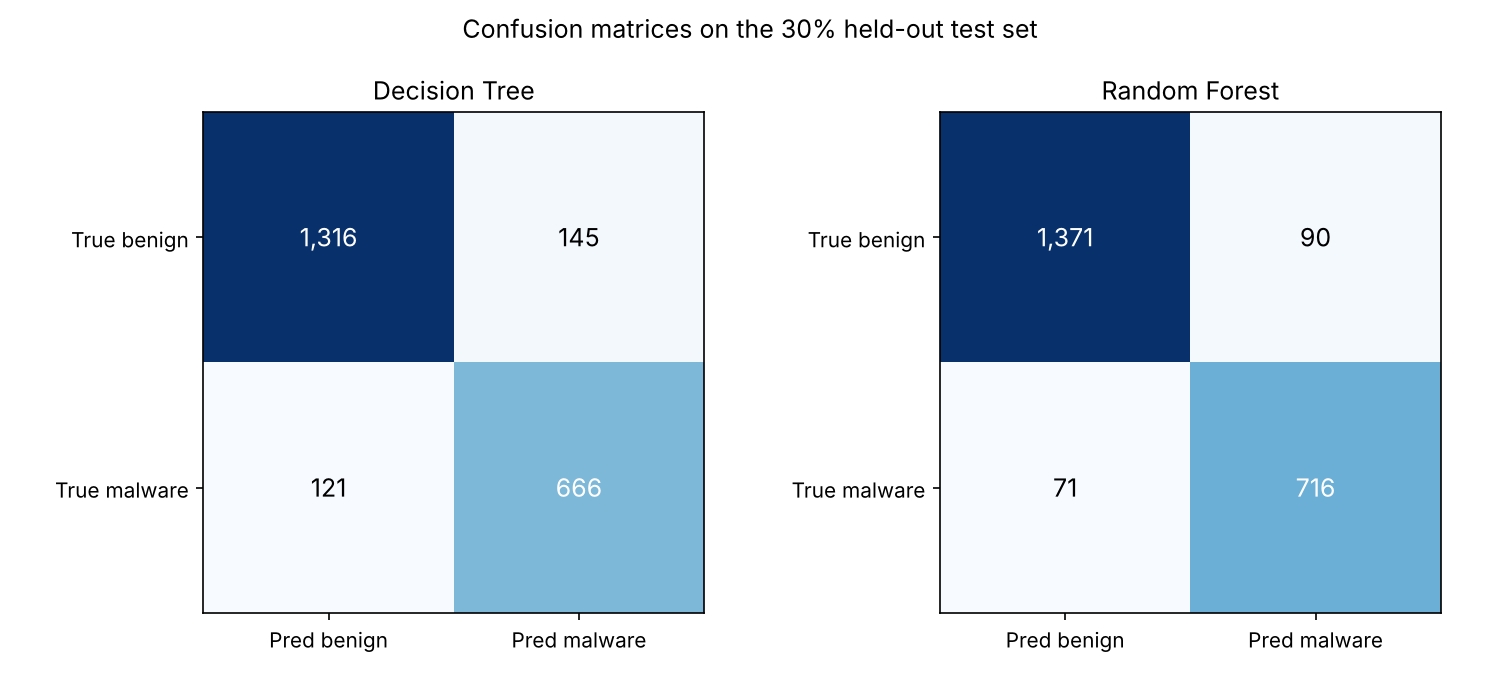 Confusion matrices on the 30% held-out test set
Decision Tree
True benign
1,316
145
True malware
121
666
Pred benign
Pred malware
Random Forest
True benign
1,371
90
True malware
71
716
Pred benign
Pred malware